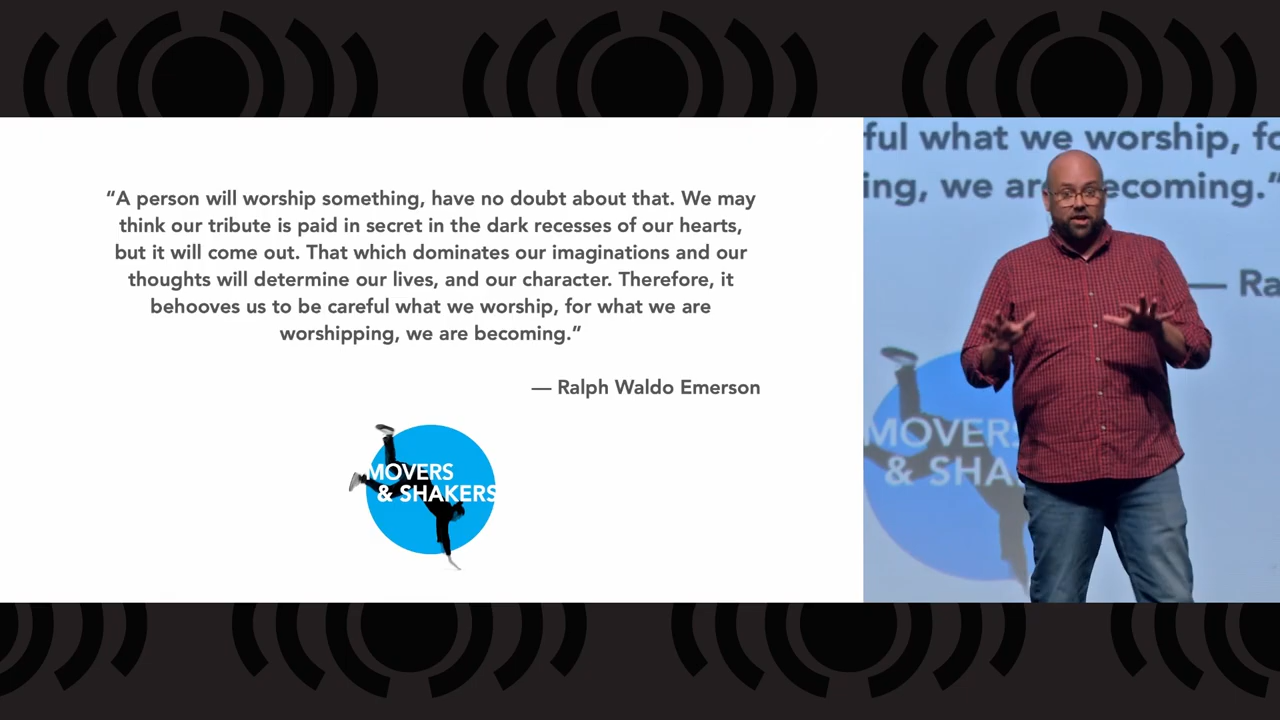 “A person will worship something, have no doubt about that. We may
think our tribute is paid in secret in the dark recesses of our hearts,
but it will come out. That which dominates our imaginations and our
thoughts will determine our lives, and our character. Therefore, it
behooves us to be careful what we worship, for what we are
worshipping, we are becoming.”
— Ralph Waldo Emerson
MOVERS
& SHAKERS
ful what we worship, fo
ing, we are becoming.”
— Ra
MOVERS
& SHA